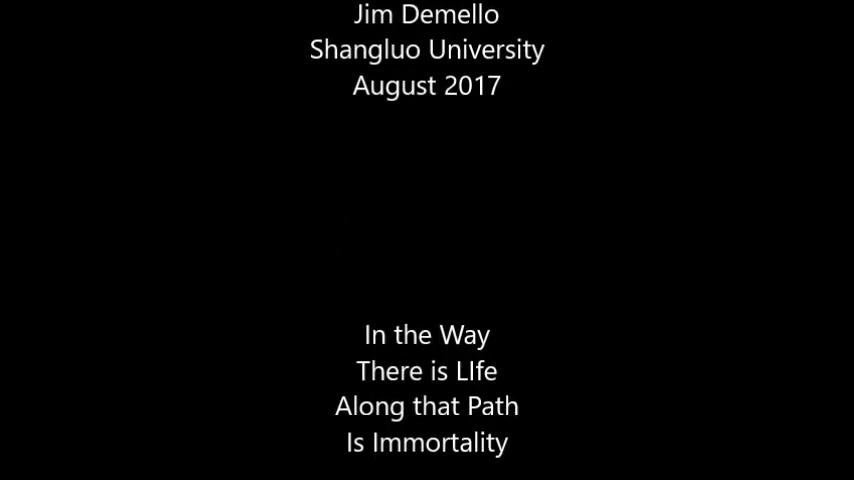 Jim Demello
Shangluo University
August 2017
In the Way
There is LIfe
Along that Path
Is Immortality